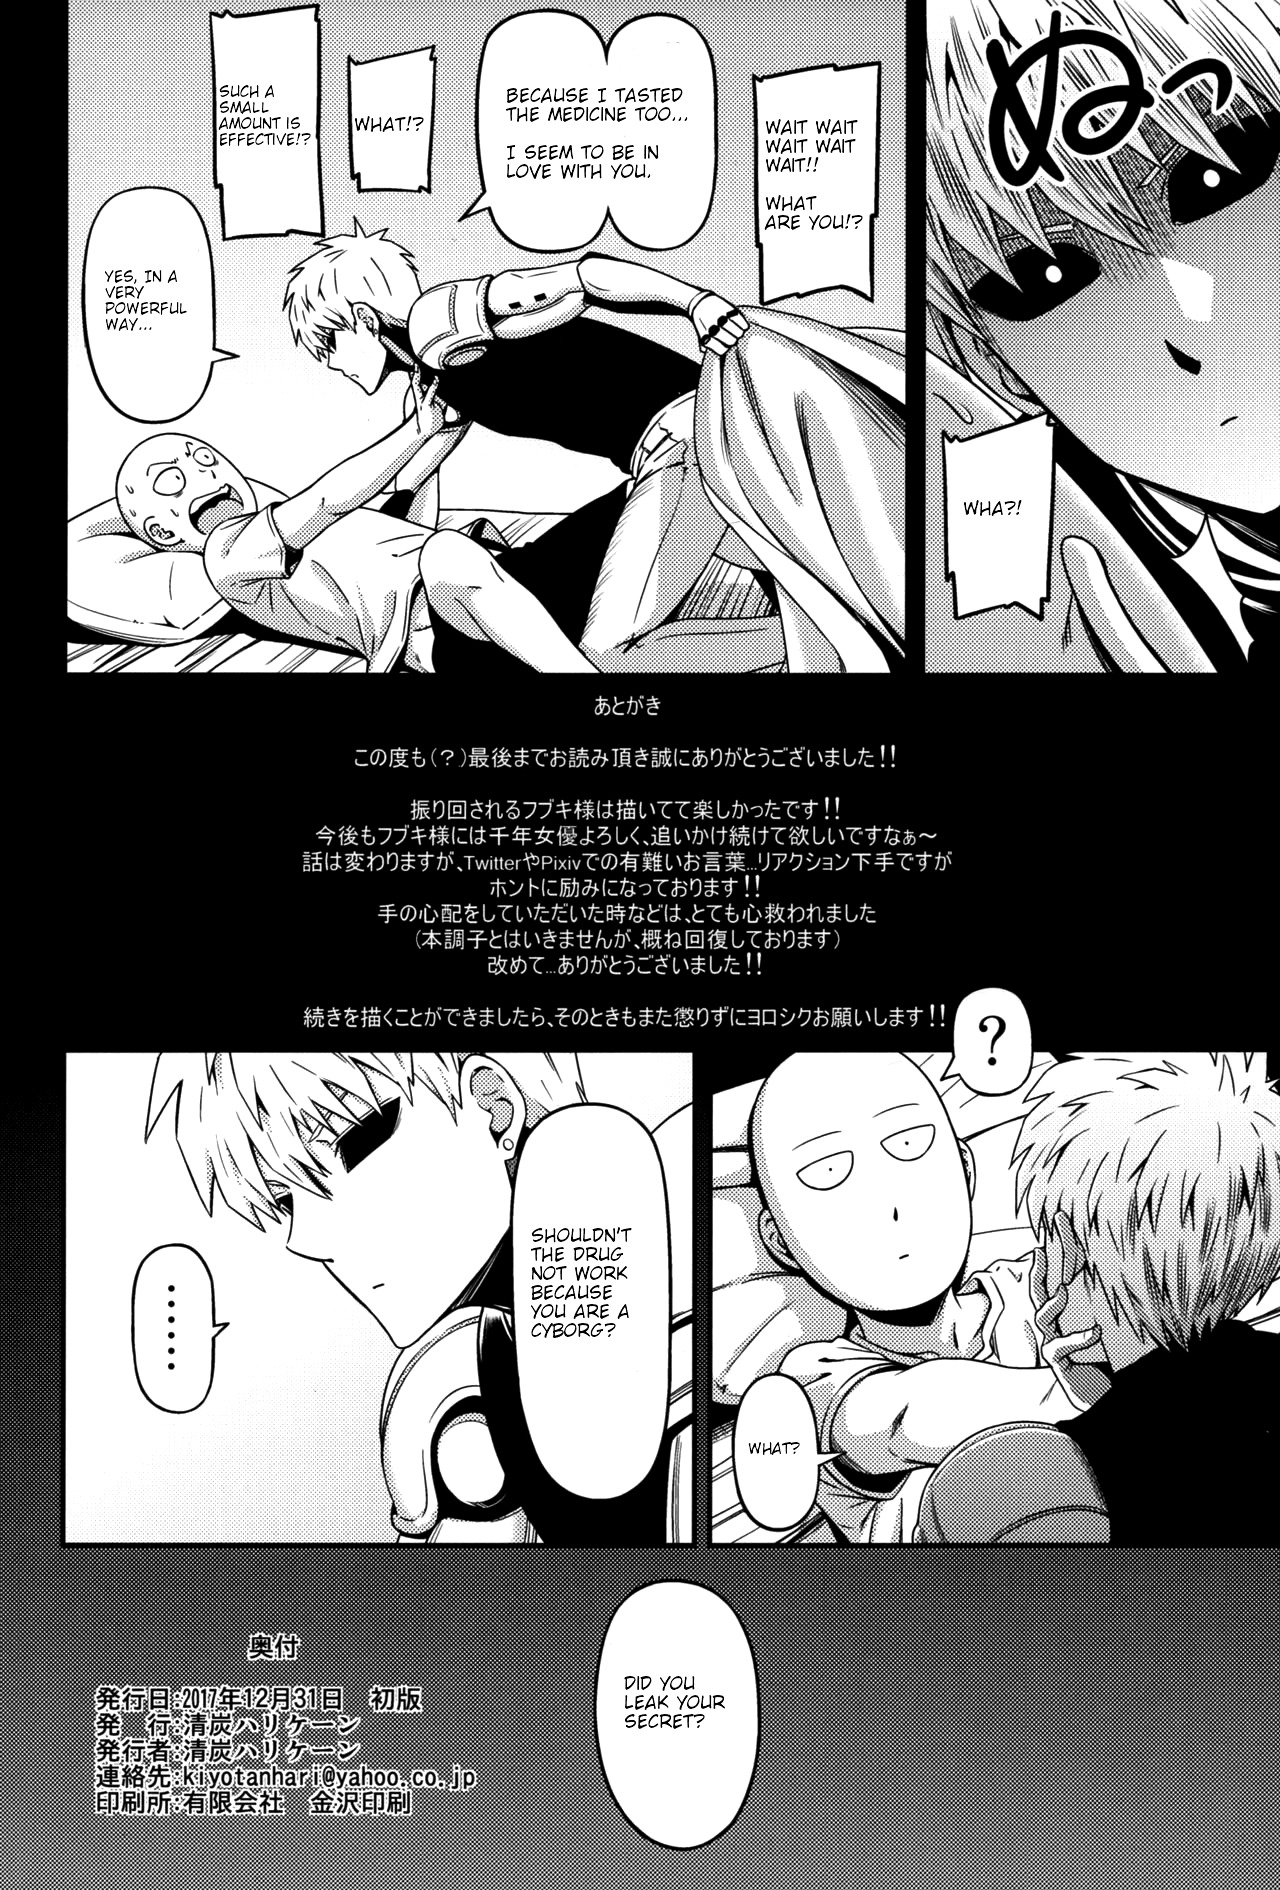 ぬっ
WHA?!
WAIT WAIT
WAIT WAIT
WAIT!!
WHAT
ARE YOU!?
BECAUSE I TASTED
THE MEDICINE TOO...
I SEEM TO BE IN
LOVE WITH YOU.
WHAT!?
SUCH A
SMALL
AMOUNT IS
EFFECTIVE!?
YES, IN A
VERY
POWERFUL
WAY...
あとがき
この度も(？)最後までお読み頂き誠にありがとうございました!!
振り回されるフブキ様は描いてて楽しかったです!!
今後もフブキ様には千年女優よろしく、追いかけ続けて欲しいですなぁ～
話は変わりますが、TwitterやPixivでの有難いお言葉…リアクション下手ですが
ホントに励みになっております!!
手の心配をしていただいた時などは、とても心救われました
(本調子とはいきませんが、概ね回復しております)
改めて…ありがとうございました!!
続きを描くことができましたら、そのときもまた懲りずにヨロシクお願いします!!
?
WHAT?
SHOULDN'T
THE DRUG
NOT WORK
BECAUSE
YOU ARE A
CYBORG?
......
DID YOU
LEAK YOUR
SECRET?
奥付
発行日:2017年12月31日　初版
発　行:清炭ハリケーン
発行者:清炭ハリケーン
連絡先:kiyotanhari@yahoo.co.jp
印刷所:有限会社　金沢印刷